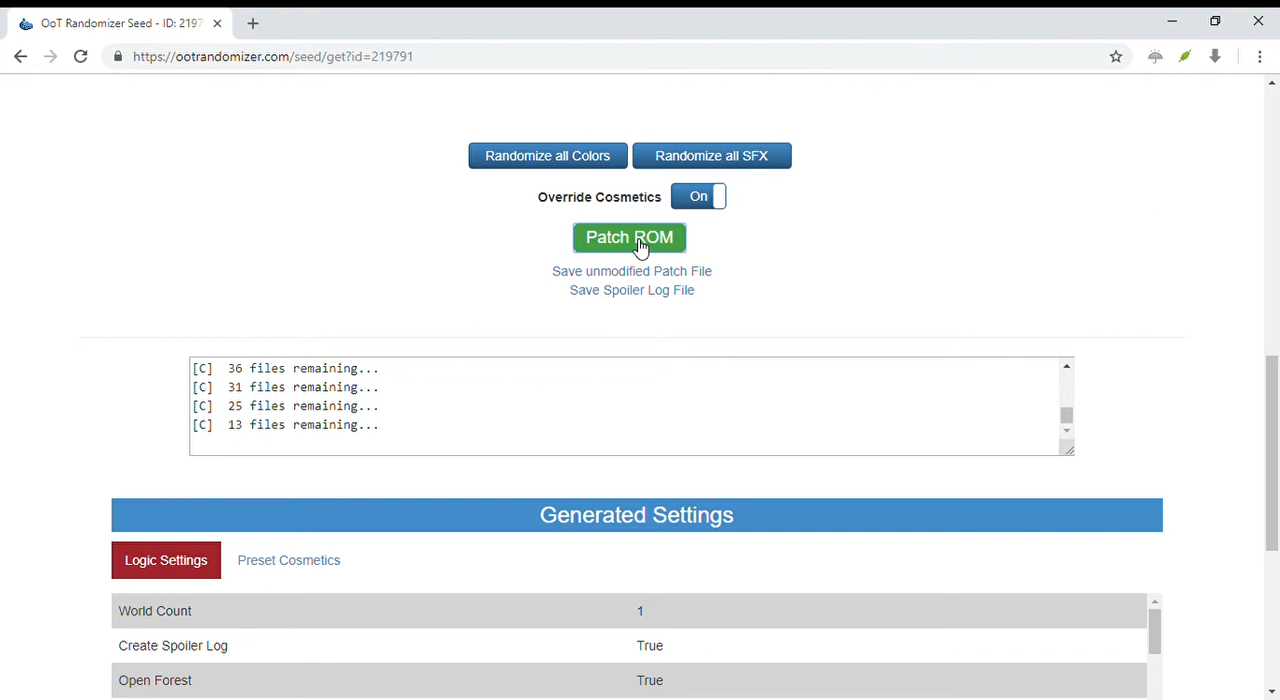 OoT Randomizer Seed - ID: 2197
https://ootrandomizer.com/seed/get?id=219791
Randomize all Colors
Randomize all SFX
Override Cosmetics
On
Patch ROM
Save unmodified Patch File
Save Spoiler Log File
[C]  36 files remaining...
[C]  31 files remaining...
[C]  25 files remaining...
[C]  13 files remaining...
Generated Settings
Logic Settings
Preset Cosmetics
World Count
1
Create Spoiler Log
True
Open Forest
True